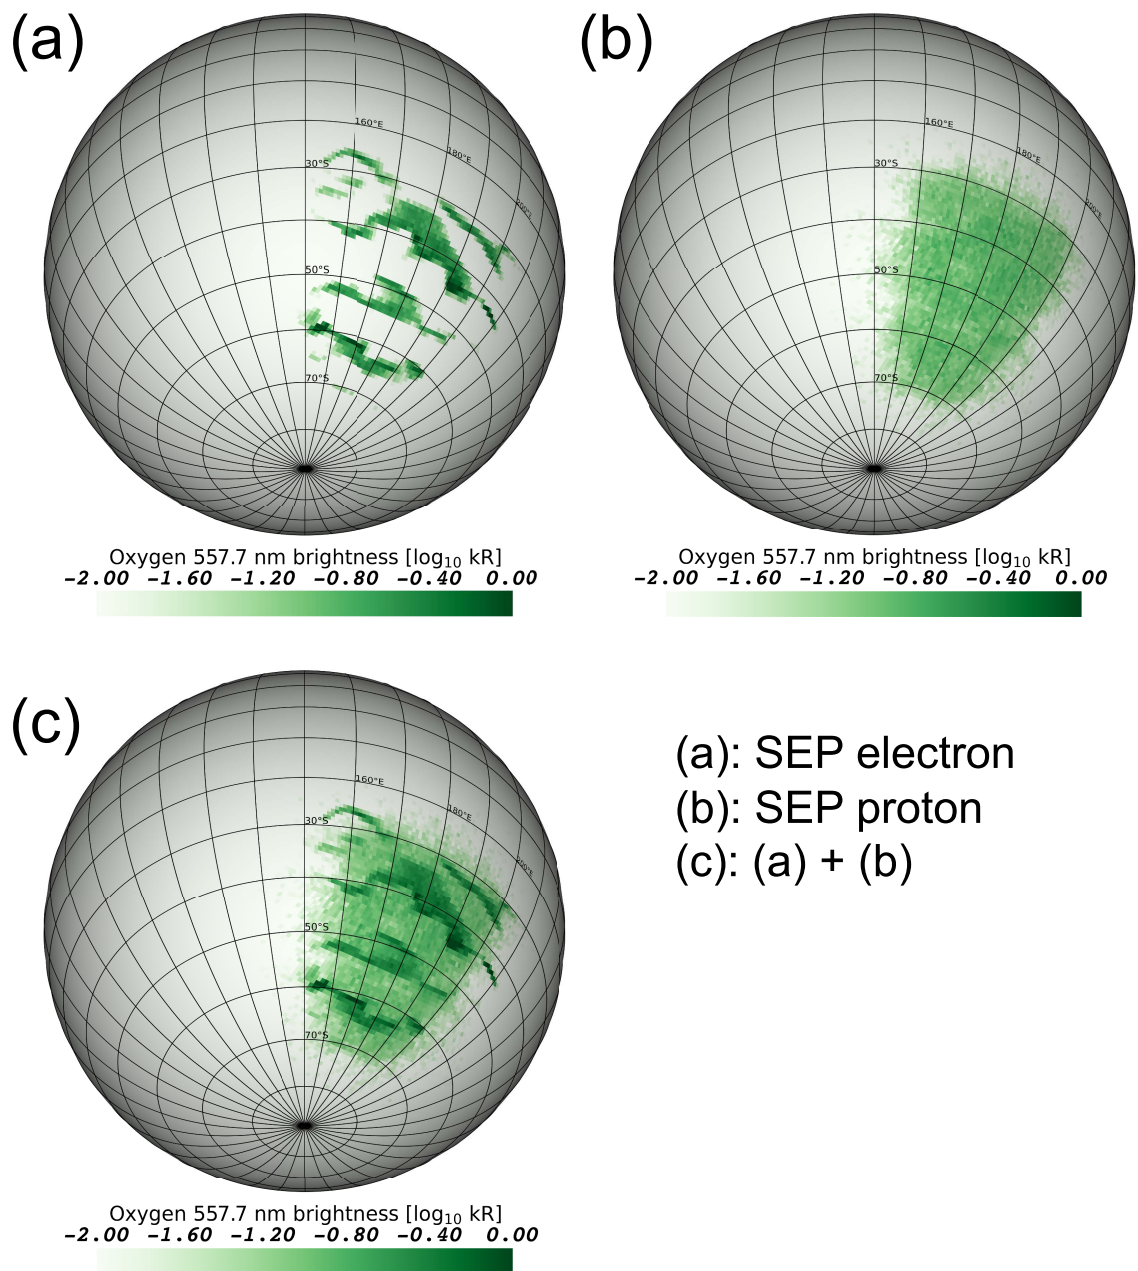 (a)
(b)
160°E
180°E
200°E
30°S
50°S
70°S
160°E
180°E
200°E
30°S
50°S
70°S
Oxygen 557.7 nm brightness [log₁₀ kR]
-2.00 -1.60 -1.20 -0.80 -0.40 0.00
Oxygen 557.7 nm brightness [log₁₀ kR]
-2.00 -1.60 -1.20 -0.80 -0.40 0.00
(c)
160°E
180°E
200°E
30°S
50°S
70°S
(a): SEP electron
(b): SEP proton
(c): (a) + (b)
Oxygen 557.7 nm brightness [log₁₀ kR]
-2.00 -1.60 -1.20 -0.80 -0.40 0.00